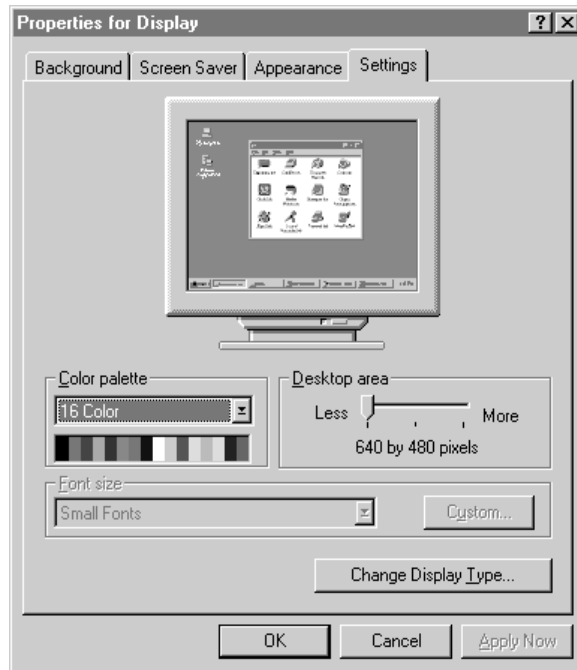 Properties for Display
Background Screen Saver Appearance Settings
Color palette
16 Color
Desktop area
Less More
640 by 480 pixels
Font size
Small Fonts
Custom...
Change Display Type...
OK Cancel Apply Now